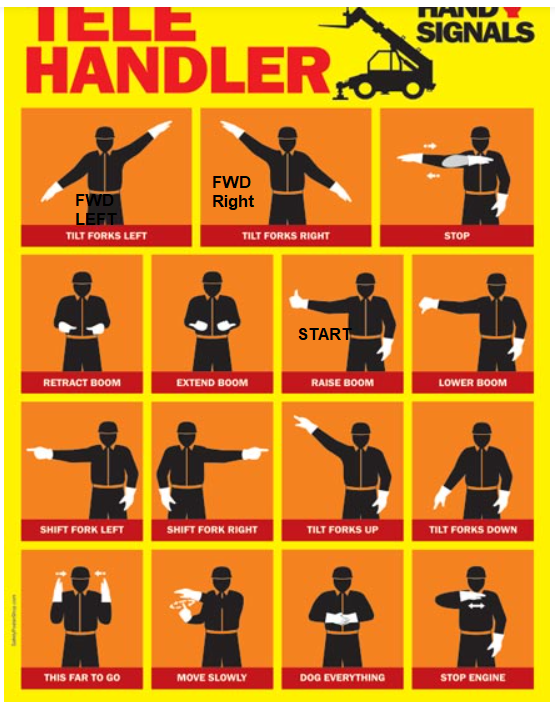 TELE
HANDLER
HAND
SIGNALS
FWD
LEFT
FWD
Right
TILT FORKS LEFT
TILT FORKS RIGHT
STOP
START
RETRACT BOOM
EXTEND BOOM
RAISE BOOM
LOWER BOOM
SHIFT FORK LEFT
SHIFT FORK RIGHT
TILT FORKS UP
TILT FORKS DOWN
THIS FAR TO GO
MOVE SLOWLY
DOG EVERYTHING
STOP ENGINE